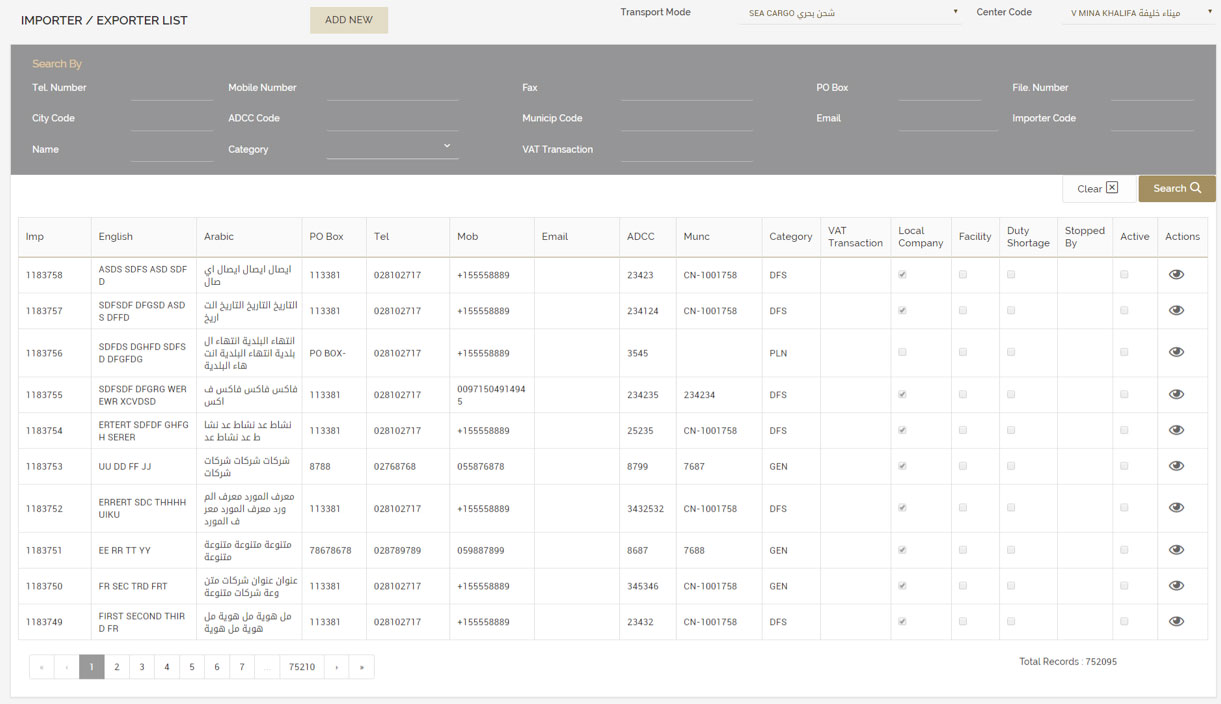 IMPORTER / EXPORTER LIST
ADD NEW
Transport Mode
SEA CARGO شحن بحري
Center Code
V MINA KHALIFA ميناء خليفة
Search By
Tel. Number
Mobile Number
Fax
PO Box
File. Number
City Code
ADCC Code
Municip Code
Email
Importer Code
Name
Category
VAT Transaction
Clear
Search
Imp
English
Arabic
PO Box
Tel
Mob
Email
ADCC
Munc
Category
VAT
Transaction
Local
Company
Facility
Duty
Shortage
Stopped
By
Active
Actions
1183758
ASDS SDFS ASD SDF
D
ايصال ايصال ايصال اي
صال
113381
028102717
+155558889
23423
CN-1001758
DFS
1183757
SDFSDF DFGSD ASD
S DFFD
التاريخ التاريخ التاريخ الت
اريخ
113381
028102717
+155558889
234124
CN-1001758
DFS
1183756
SDFDS DGHFD SDFS
D DFGFDG
انتهاء البلدية انتهاء ال
بلدية انتهاء البلدية انت
هاء البلدية
PO BOX-
028102717
+155558889
3545
PLN
1183755
SDFSDF DFGRG WER
EWR XCVDSD
فاكس فاكس فاكس ف
اكس
113381
028102717
0097150491494
5
234235
234234
DFS
1183754
ERTERT SDFDF GHFG
H SERER
نشاط عد نشاط عد نشا
ط عد نشاط عد
113381
028102717
+155558889
25235
CN-1001758
DFS
1183753
UU DD FF JJ
شركات شركات شركات
شركات
8788
02768768
055876878
8799
7687
GEN
1183752
ERRERT SDC THHHH
UIKU
معرف المورد معرف الم
ورد معرف المورد معر
ف المورد
113381
028102717
+155558889
3432532
CN-1001758
DFS
1183751
EE RR TT YY
متنوعة متنوعة متنوعة
متنوعة
78678678
028789789
059887899
8687
7688
GEN
1183750
FR SEC TRD FRT
عنوان عنوان شركات متن
وعة شركات متنوعة
113381
028102717
+155558889
345346
CN-1001758
GEN
1183749
FIRST SECOND THIR
D FR
مل هوية مل هوية مل
هوية مل هوية
113381
028102717
+155558889
23432
CN-1001758
DFS
« ‹ 1 2 3 4 5 6 7 ... 75210 › »
Total Records : 752095